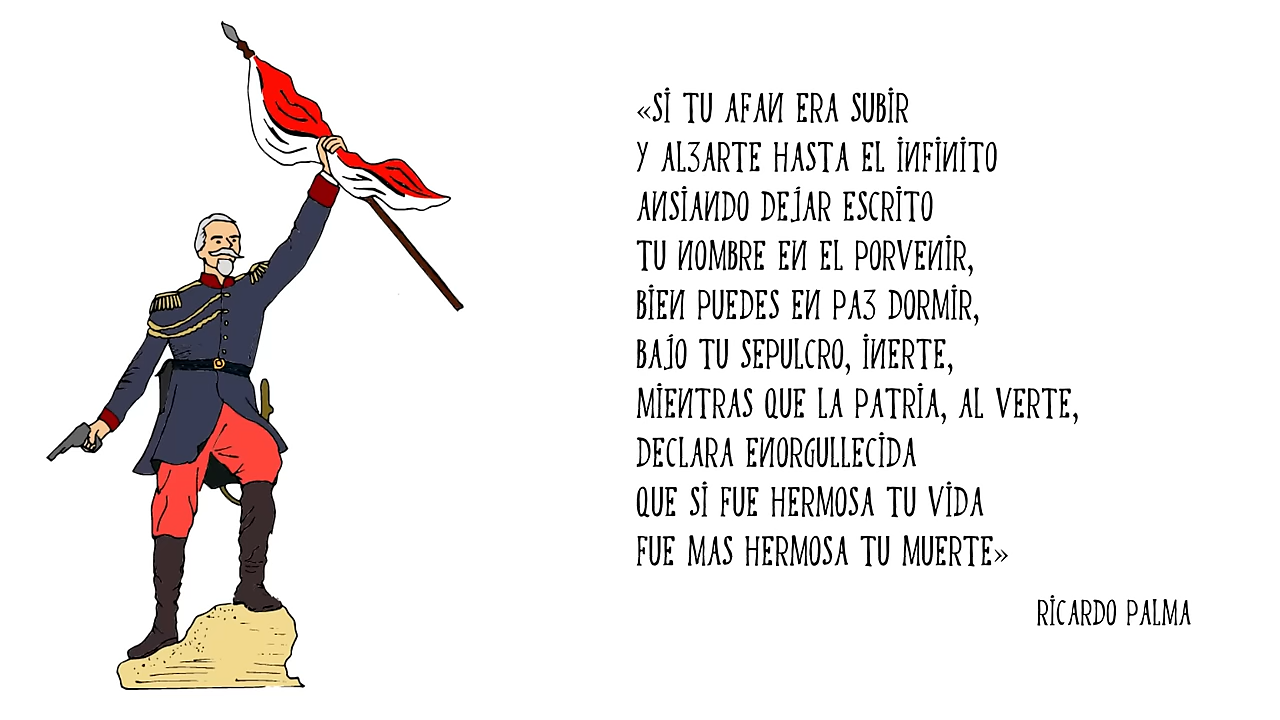 «SI TU AFAN ERA SUBIR
Y ALZARTE HASTA EL INFINITO
ANSIANDO DEJAR ESCRITO
TU NOMBRE EN EL PORVENIR,
BIEN PUEDES EN PAZ DORMIR,
BAJO TU SEPULCRO, INERTE,
MIENTRAS QUE LA PATRIA, AL VERTE,
DECLARA ENORGULLECIDA
QUE SI FUE HERMOSA TU VIDA
FUE MAS HERMOSA TU MUERTE»
RICARDO PALMA